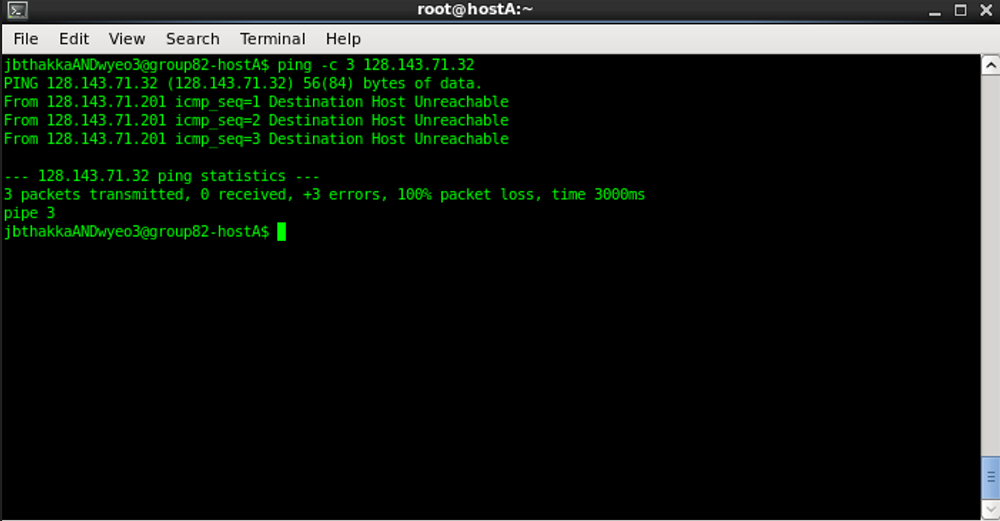 root@hostA:~
File Edit View Search Terminal Help
jbthakkaANDwyeo3@group82-hostA$ ping -c 3 128.143.71.32
PING 128.143.71.32 (128.143.71.32) 56(84) bytes of data.
From 128.143.71.201 icmp_seq=1 Destination Host Unreachable
From 128.143.71.201 icmp_seq=2 Destination Host Unreachable
From 128.143.71.201 icmp_seq=3 Destination Host Unreachable
--- 128.143.71.32 ping statistics ---
3 packets transmitted, 0 received, +3 errors, 100% packet loss, time 3000ms
pipe 3
jbthakkaANDwyeo3@group82-hostA$